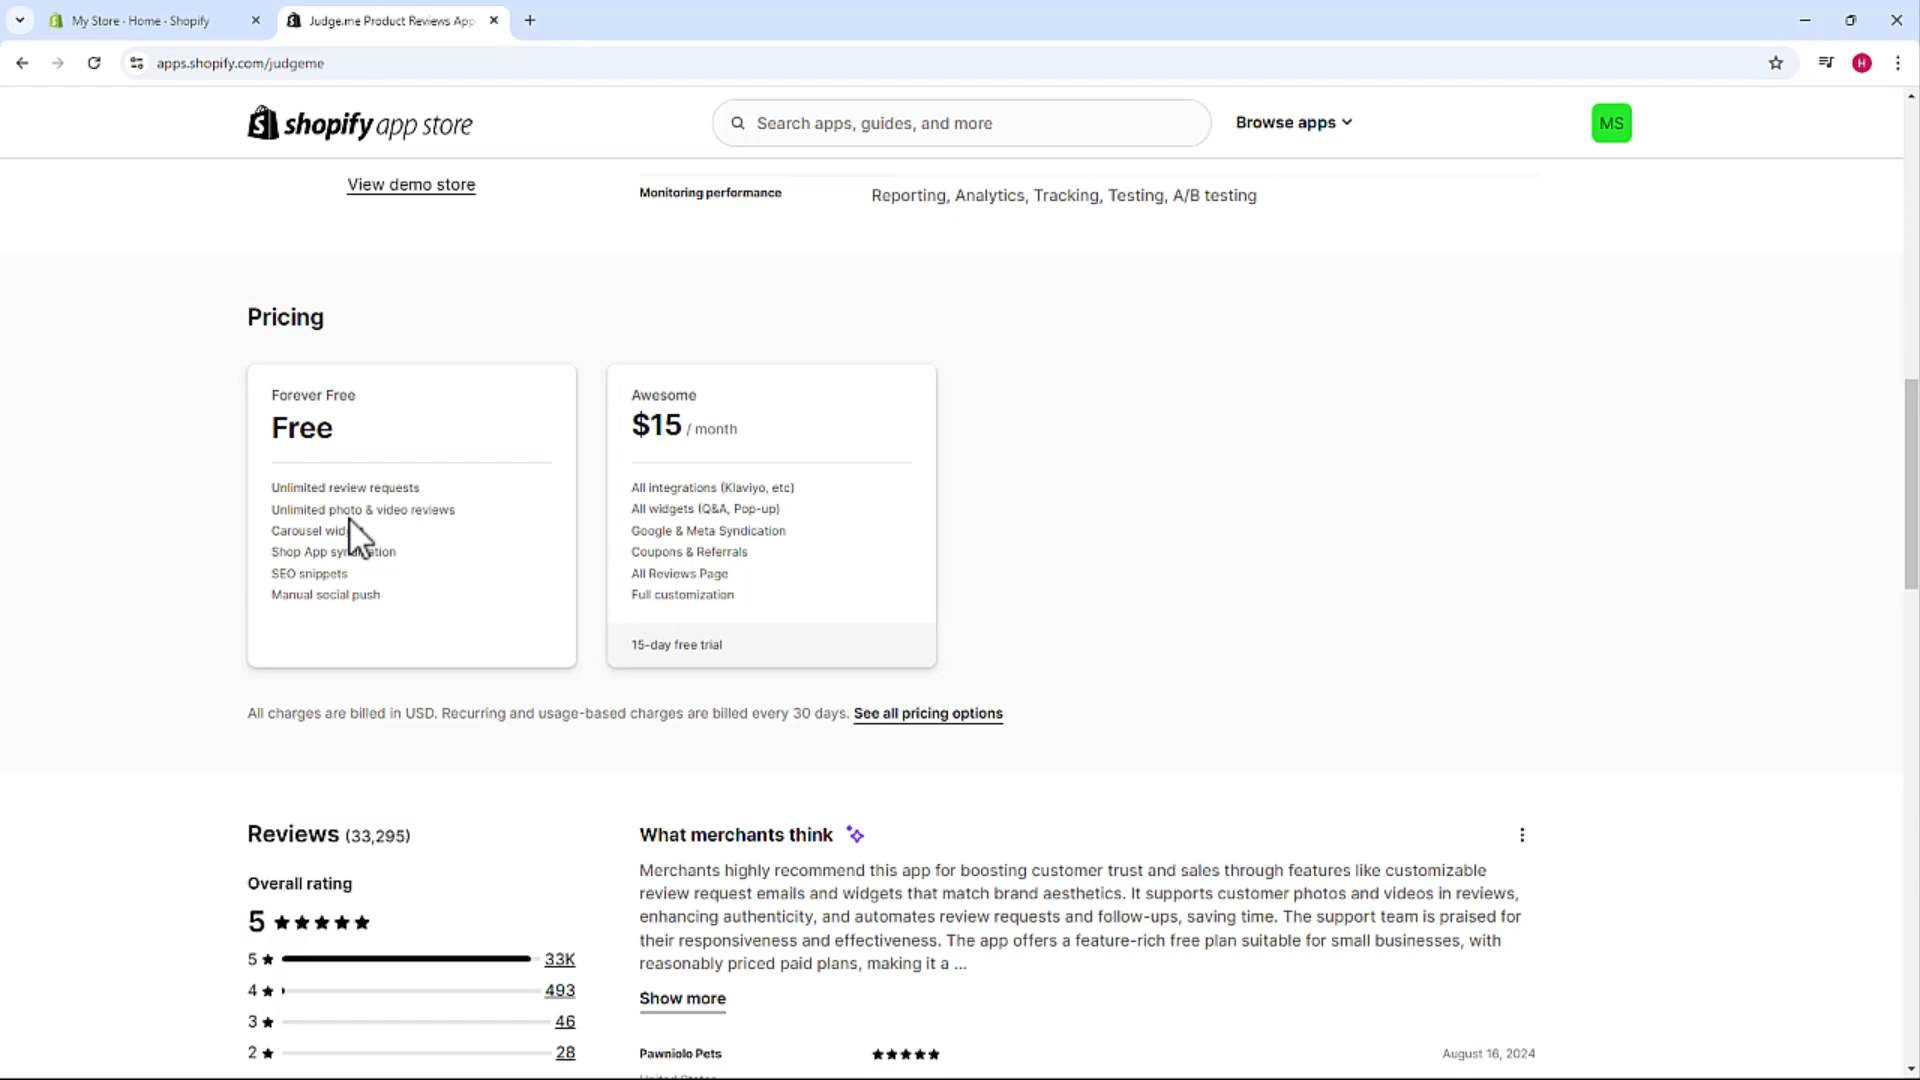 My Store · Home · Shopify
Judge.me Product Reviews App
apps.shopify.com/judgeme
H
shopify app store
Search apps, guides, and more
Browse apps
MS
View demo store
Monitoring performance
Reporting, Analytics, Tracking, Testing, A/B testing
Pricing
Forever Free
Free
Unlimited review requests
Unlimited photo & video reviews
Carousel
Shop App
SEO snippets
Manual social push
Awesome
$15 / month
All integrations (Klaviyo, etc)
All widgets (Q&A, Pop-up)
Google & Meta Syndication
Coupons & Referrals
All Reviews Page
Full customization
15-day free trial
All charges are billed in USD. Recurring and usage-based charges are billed every 30 days. See all pricing options
Reviews (33,295)
Overall rating
5 ★★★★★
5 ★ 33K
4 ★ 493
3 ★ 46
2 ★ 28
What merchants think
Merchants highly recommend this app for boosting customer trust and sales through features like customizable
review request emails and widgets that match brand aesthetics. It supports customer photos and videos in reviews,
enhancing authenticity, and automates review requests and follow-ups, saving time. The support team is praised for
their responsiveness and effectiveness. The app offers a feature-rich free plan suitable for small businesses, with
reasonably priced paid plans, making it a ...
Show more
Pawniolo Pets
★★★★★
August 16, 2024